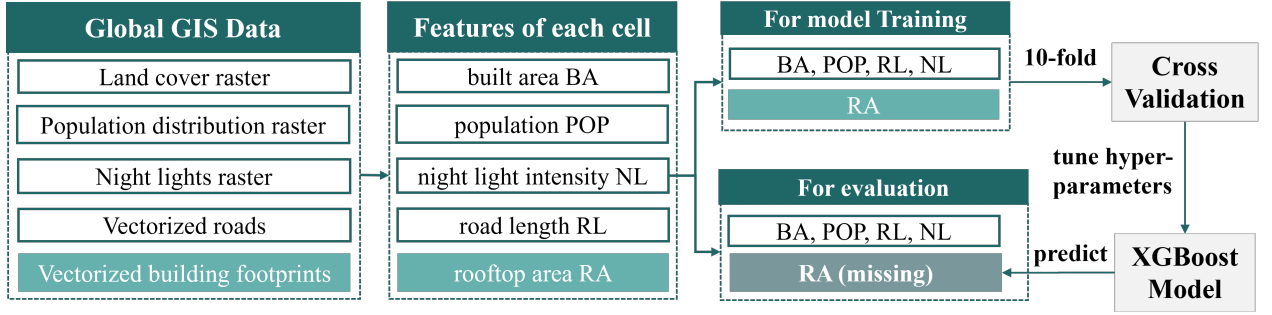 Global GIS Data
Land cover raster
Population distribution raster
Night lights raster
Vectorized roads
Vectorized building footprints
Features of each cell
built area BA
population POP
night light intensity NL
road length RL
rooftop area RA
For model Training
BA, POP, RL, NL
RA
For evaluation
BA, POP, RL, NL
RA (missing)
10-fold
Cross
Validation
tune hyper-
parameters
XGBoost
Model
predict